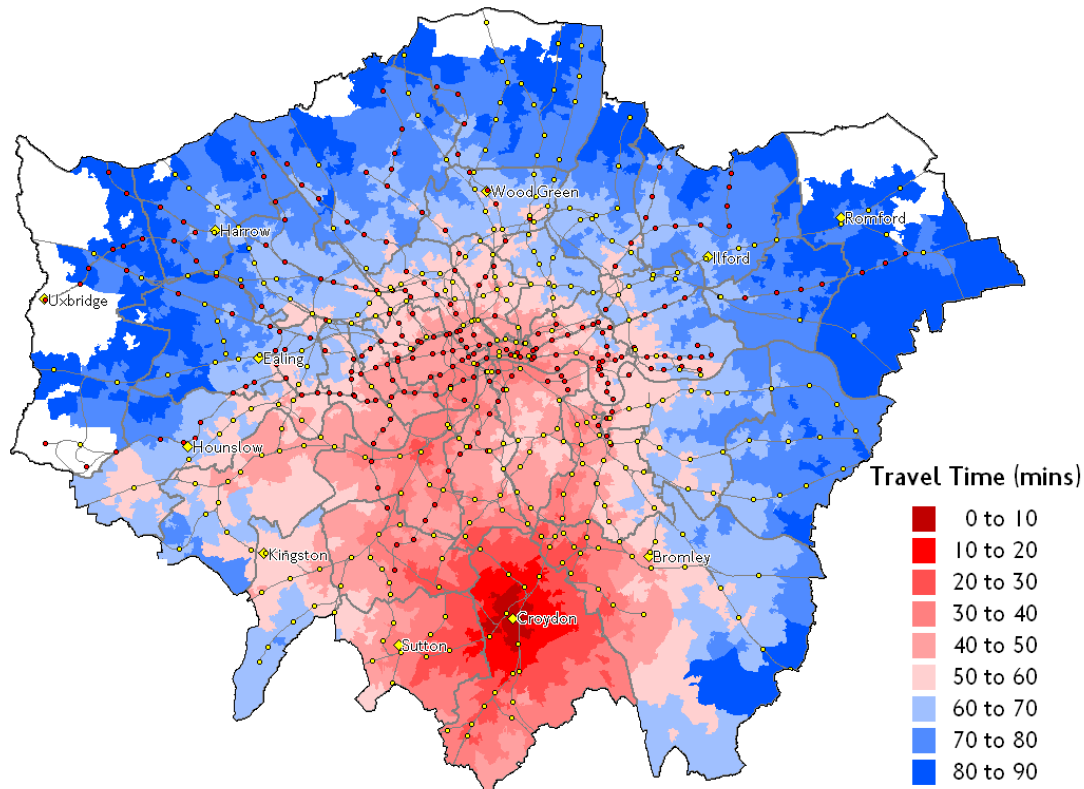 Wood Green
Romford
Harrow
Ilford
Uxbridge
Ealing
Hounslow
Travel Time (mins)
0 to 10
10 to 20
20 to 30
30 to 40
40 to 50
50 to 60
60 to 70
70 to 80
80 to 90
Kingston
Bromley
Croydon
Sutton